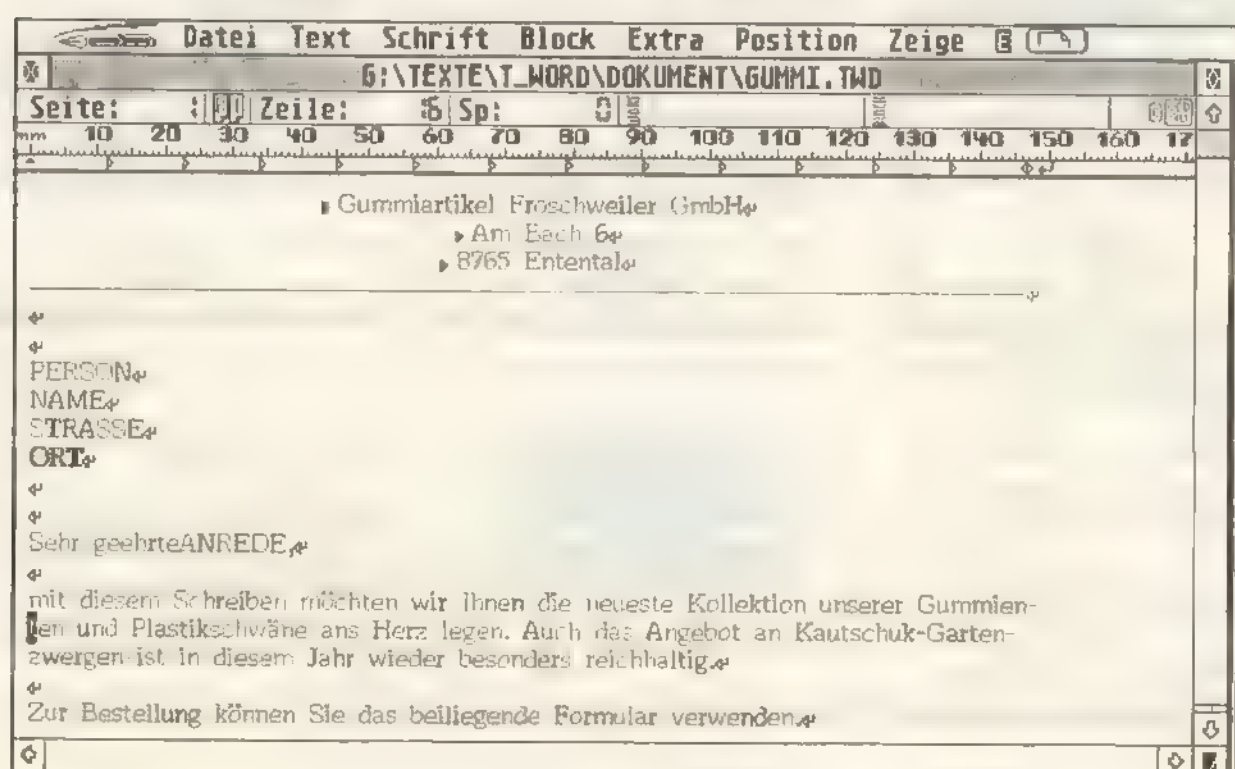 Datei Text Schrift Block Extra Position Zeige
G:\TEXTE\T_WORD\DOKUMENT\GUMMI.TWD
Seite: Zeile: Sp:
mm 10 20 30 40 50 60 70 80 90 100 110 120 130 140 150 160 17
Gummiartikel Froschweiler GmbH
Am Bach 6
8765 Entental
PERSON
NAME
STRASSE
ORT
Sehr geehrteANREDE,
mit diesem Schreiben möchten wir Ihnen die neueste Kollektion unserer Gummien-
ten und Plastikschwäne ans Herz legen. Auch das Angebot an Kautschuk-Garten-
zwergen ist in diesem Jahr wieder besonders reichhaltig.
Zur Bestellung können Sie das beiliegende Formular verwenden.